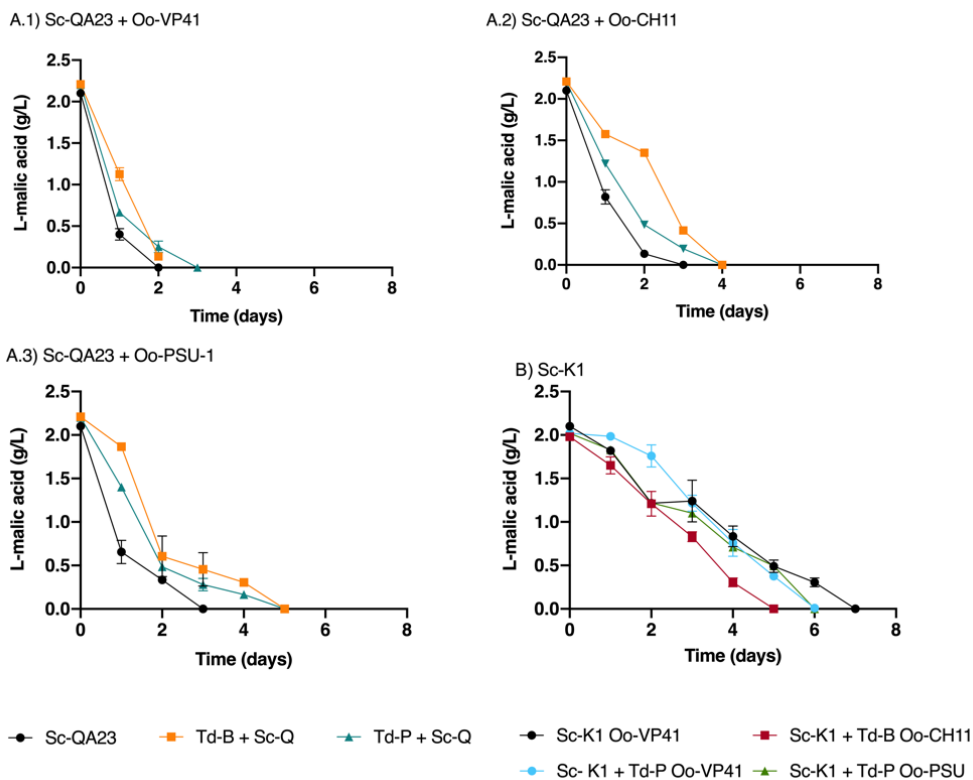 A.1) Sc-QA23 + Oo-VP41
2.5
2.0
1.5
1.0
0.5
0.0
0 2 4 6 8
L-malic acid (g/L)
Time (days)
A.2) Sc-QA23 + Oo-CH11
2.5
2.0
1.5
1.0
0.5
0.0
0 2 4 6 8
L-malic acid (g/L)
Time (days)
A.3) Sc-QA23 + Oo-PSU-1
2.5
2.0
1.5
1.0
0.5
0.0
0 2 4 6 8
L-malic acid (g/L)
Time (days)
B) Sc-K1
2.5
2.0
1.5
1.0
0.5
0.0
0 2 4 6 8
L-malic acid (g/L)
Time (days)
Sc-QA23 Td-B + Sc-Q Td-P + Sc-Q
Sc-K1 Oo-VP41 Sc-K1 + Td-B Oo-CH11
Sc- K1 + Td-P Oo-VP41 Sc-K1 + Td-P Oo-PSU